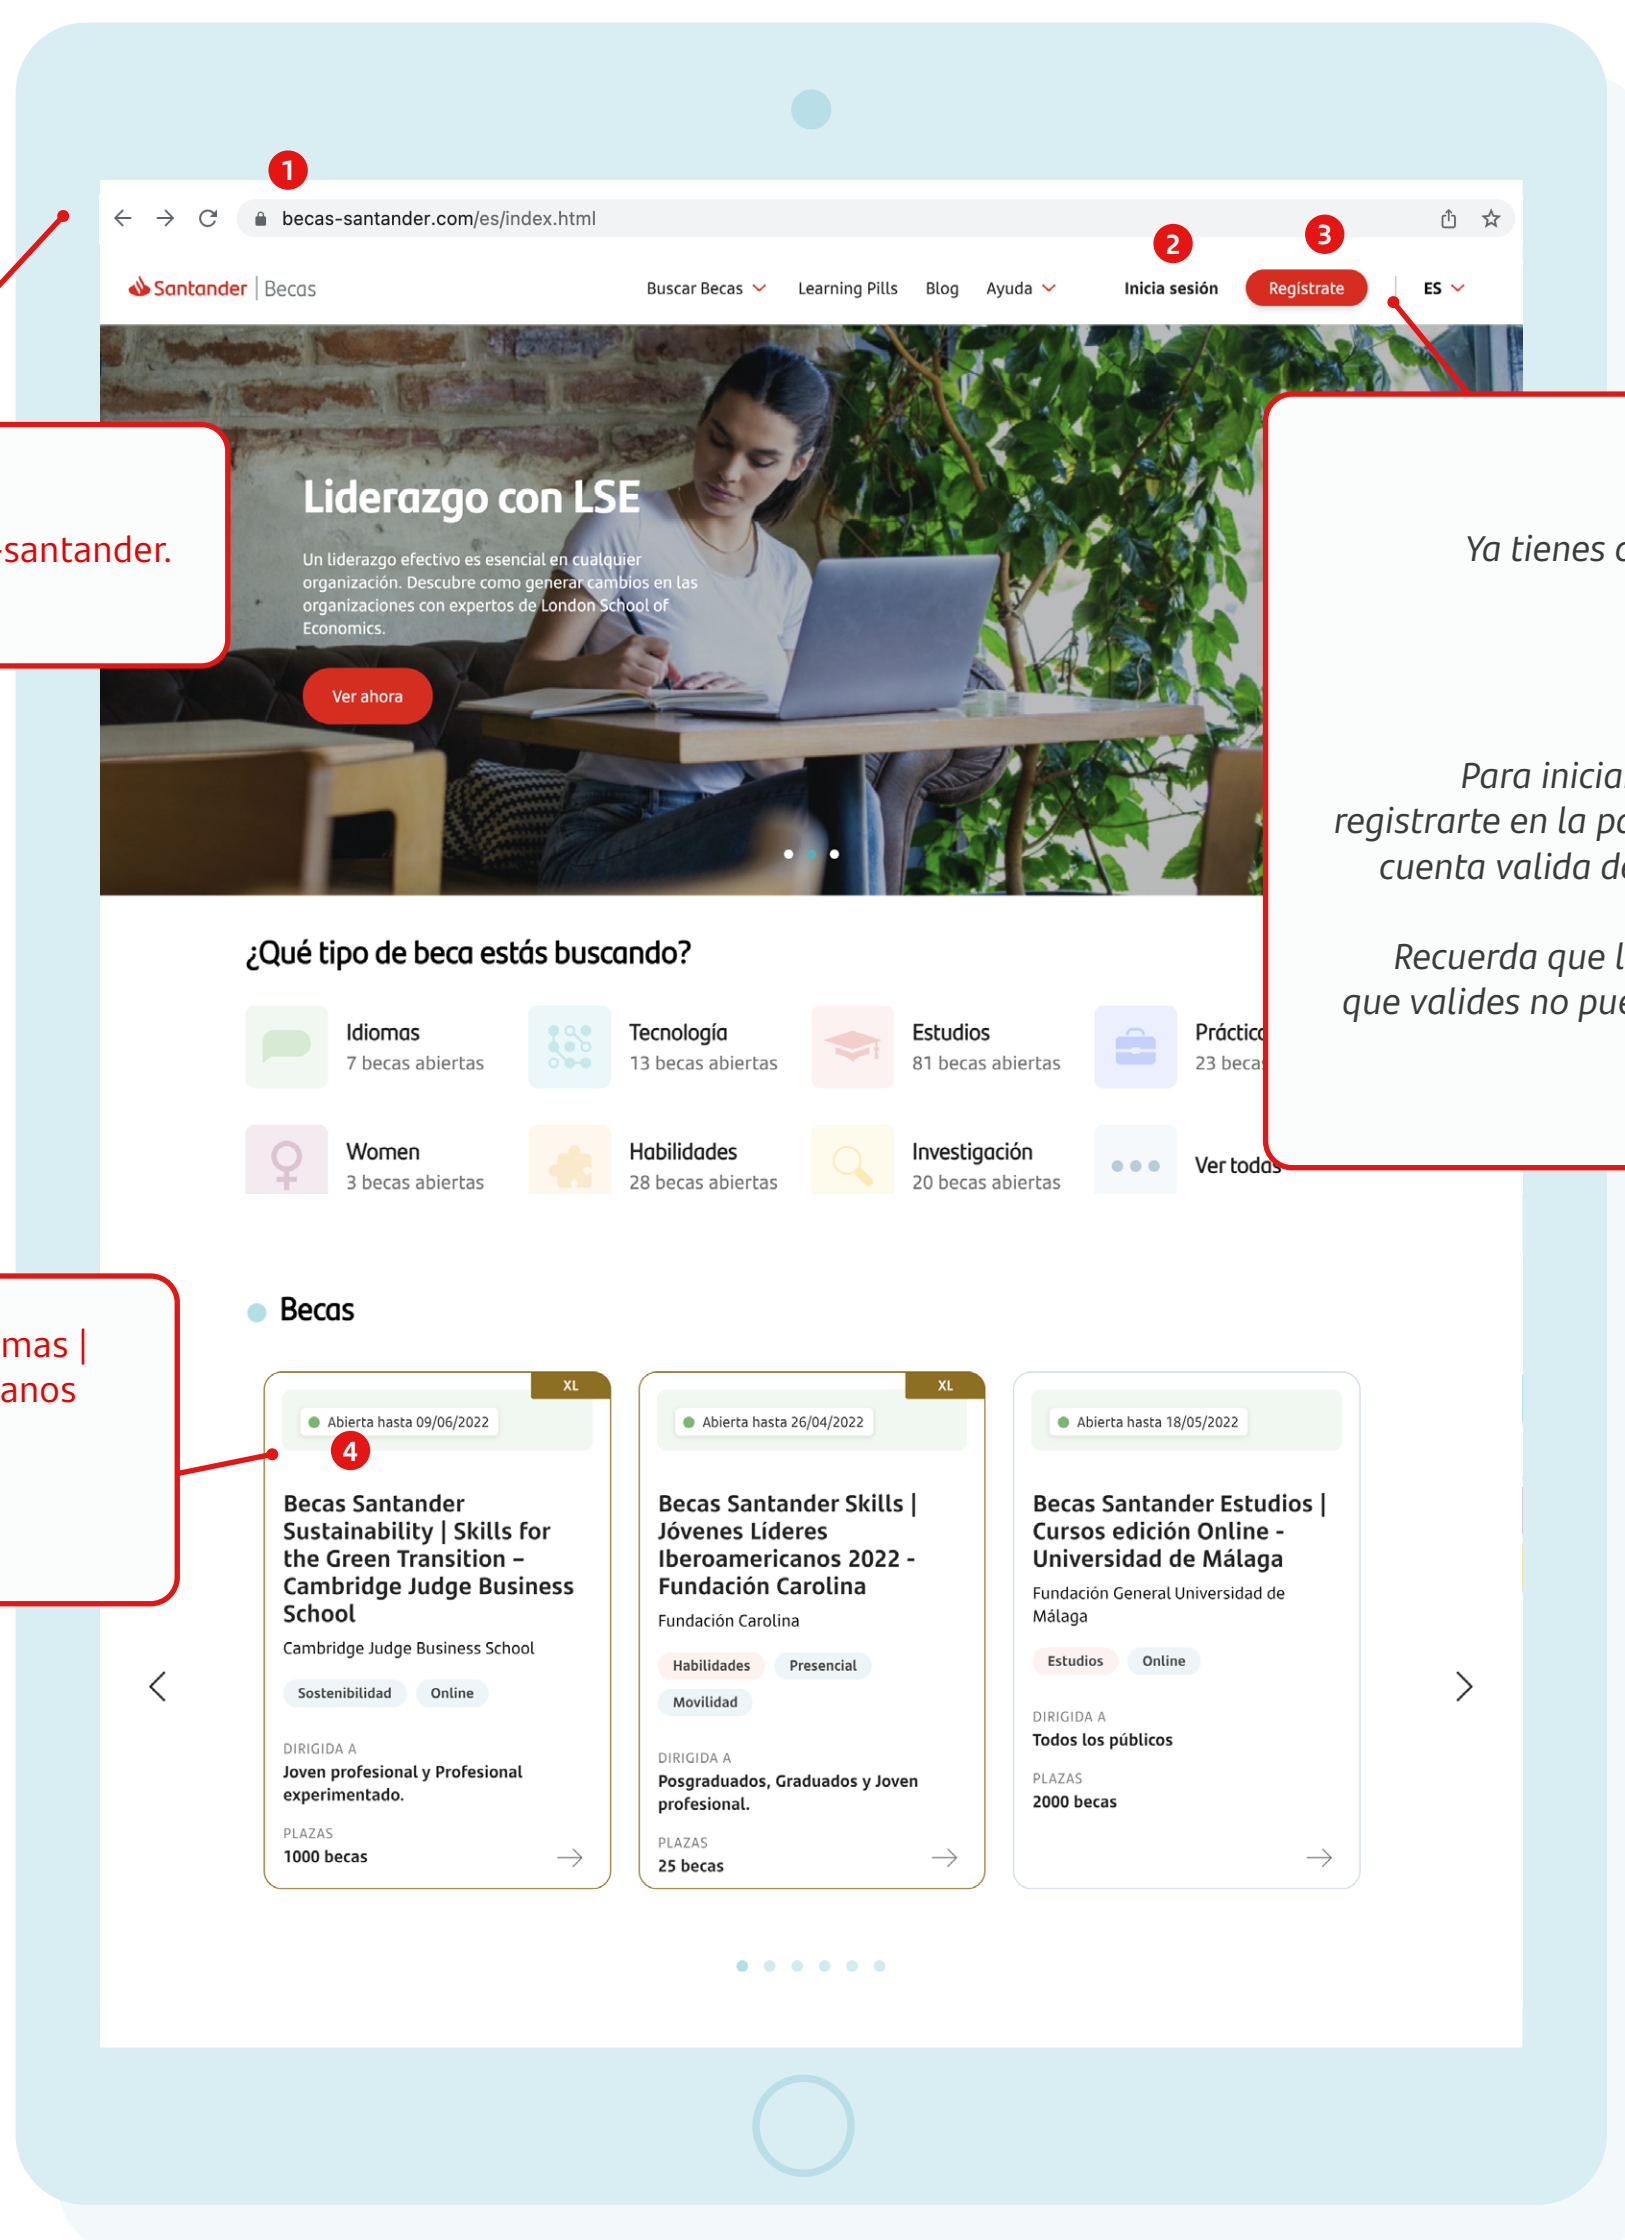 1
becas-santander.com/es/index.html
2
3
Santander | Becas
Buscar Becas
Learning Pills
Blog
Ayuda
Inicia sesión
Regístrate
ES
-santander.
Liderazgo con LSE
Un liderazgo efectivo es esencial en cualquier
organización. Descubre como generar cambios en las
organizaciones con expertos de London School of
Economics.
Ver ahora
Ya tienes
Para inicia
registrarte en la
cuenta valida
Recuerda que
que valides no
¿Qué tipo de beca estás buscando?
Idiomas
7 becas abiertas
Tecnología
13 becas abiertas
Estudios
81 becas abiertas
Práctic
23 beca
Women
3 becas abiertas
Habilidades
28 becas abiertas
Investigación
20 becas abiertas
Ver todas
mas |
anos
Becas
XL
Abierta hasta 09/06/2022
4
Becas Santander
Sustainability | Skills for
the Green Transition –
Cambridge Judge Business
School
Cambridge Judge Business School
Sostenibilidad
Online
DIRIGIDA A
Joven profesional y Profesional
experimentado.
PLAZAS
1000 becas
XL
Abierta hasta 26/04/2022
Becas Santander Skills |
Jóvenes Líderes
Iberoamericanos 2022 -
Fundación Carolina
Fundación Carolina
Habilidades
Presencial
Movilidad
DIRIGIDA A
Posgraduados, Graduados y Joven
profesional.
PLAZAS
25 becas
Abierta hasta 18/05/2022
Becas Santander Estudios |
Cursos edición Online -
Universidad de Málaga
Fundación General Universidad de
Málaga
Estudios
Online
DIRIGIDA A
Todos los públicos
PLAZAS
2000 becas